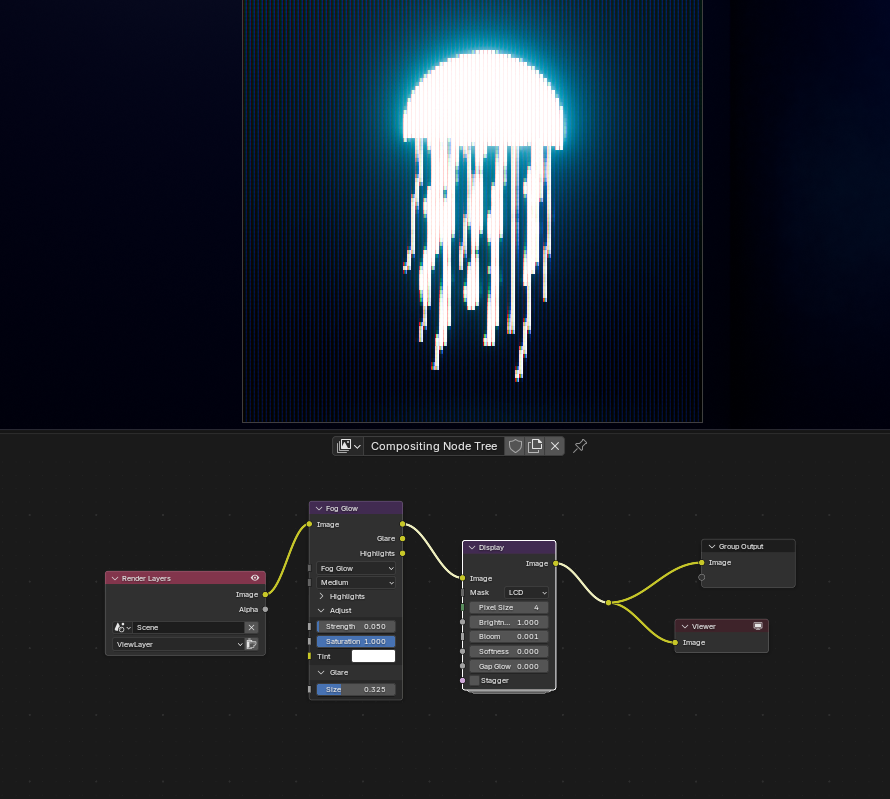 Compositing Node Tree
Fog Glow
Image
Glare
Highlights
Fog Glow
Medium
Highlights
Adjust
Strength 0.050
Saturation 1.000
Tint
Glare
Size 0.325
Render Layers
Image
Alpha
Scene
ViewLayer
Display
Image
Image
Mask LCD
Pixel Size 4
Brightn... 1.000
Bloom 0.001
Softness 0.000
Gap Glow 0.000
Stagger
Group Output
Image
Viewer
Image